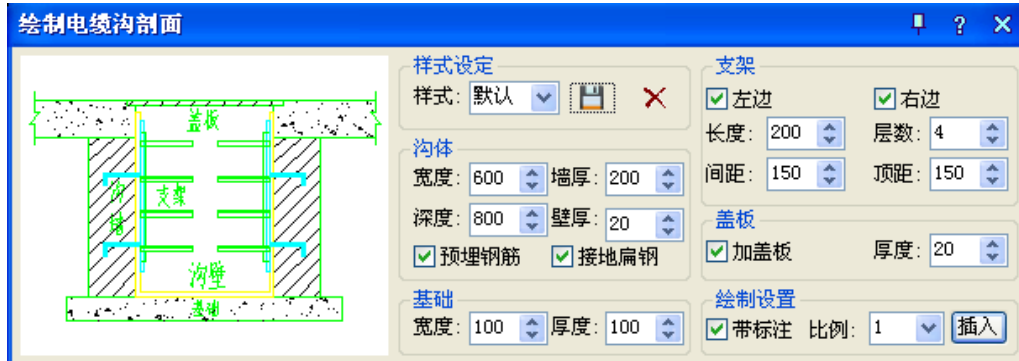 绘制电缆沟剖面
盖板
支架
沟墙
沟壁
基础
样式设定
样式: 默认
沟体
宽度: 600 墙厚: 200
深度: 800 壁厚: 20
预埋钢筋 接地扁钢
基础
宽度: 100 厚度: 100
支架
左边 右边
长度: 200 层数: 4
间距: 150 顶距: 150
盖板
加盖板 厚度: 20
绘制设置
带标注 比例: 1 插入